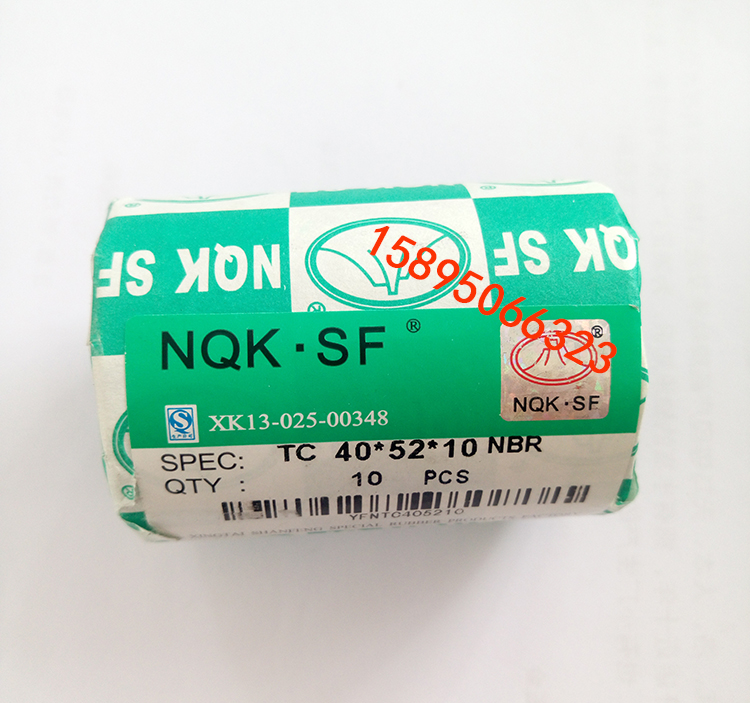 NQK SF
QK SF
15895066323
NQK·SF ®
®
NQK·SF
XK13-025-00348
SPEC: TC 40*52*10 NBR
QTY : 10 PCS
YFNTC405210